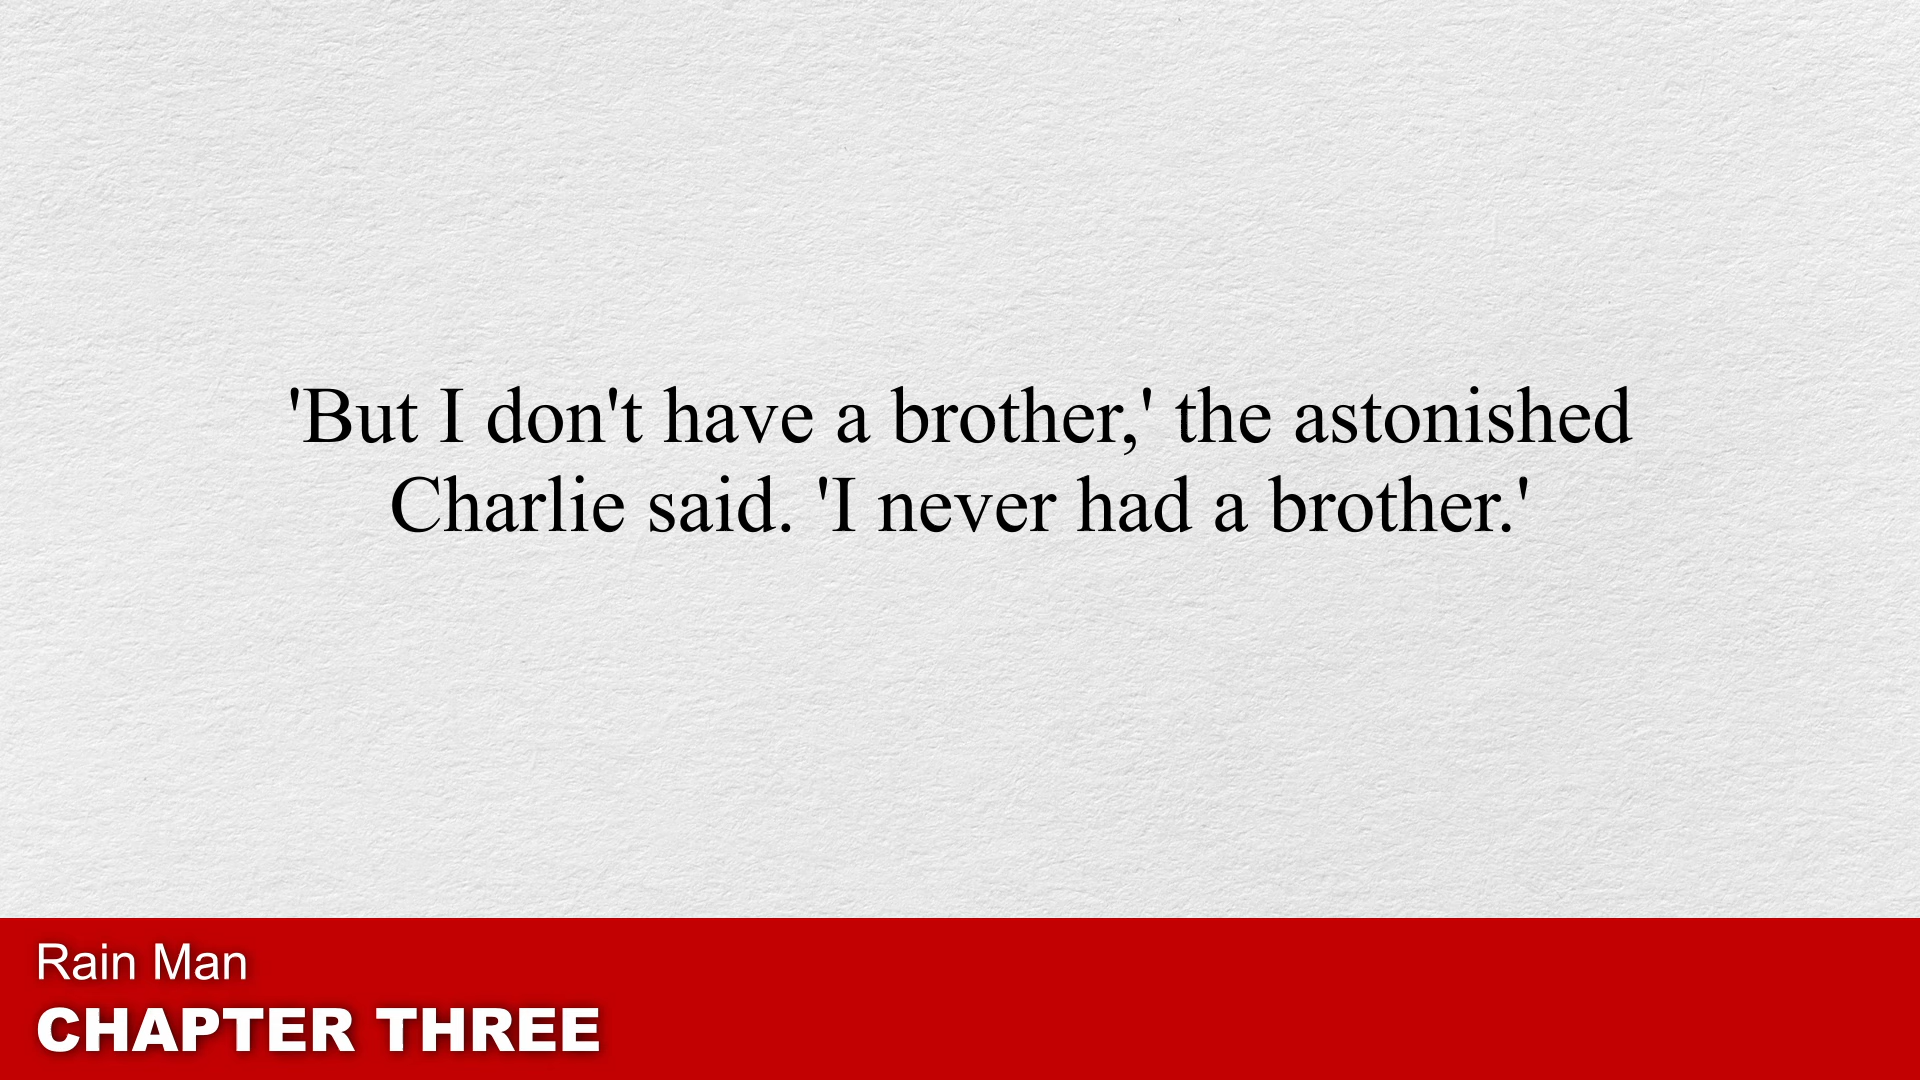 'But I don't have a brother,' the astonished
Charlie said. 'I never had a brother.'
Rain Man
CHAPTER THREE